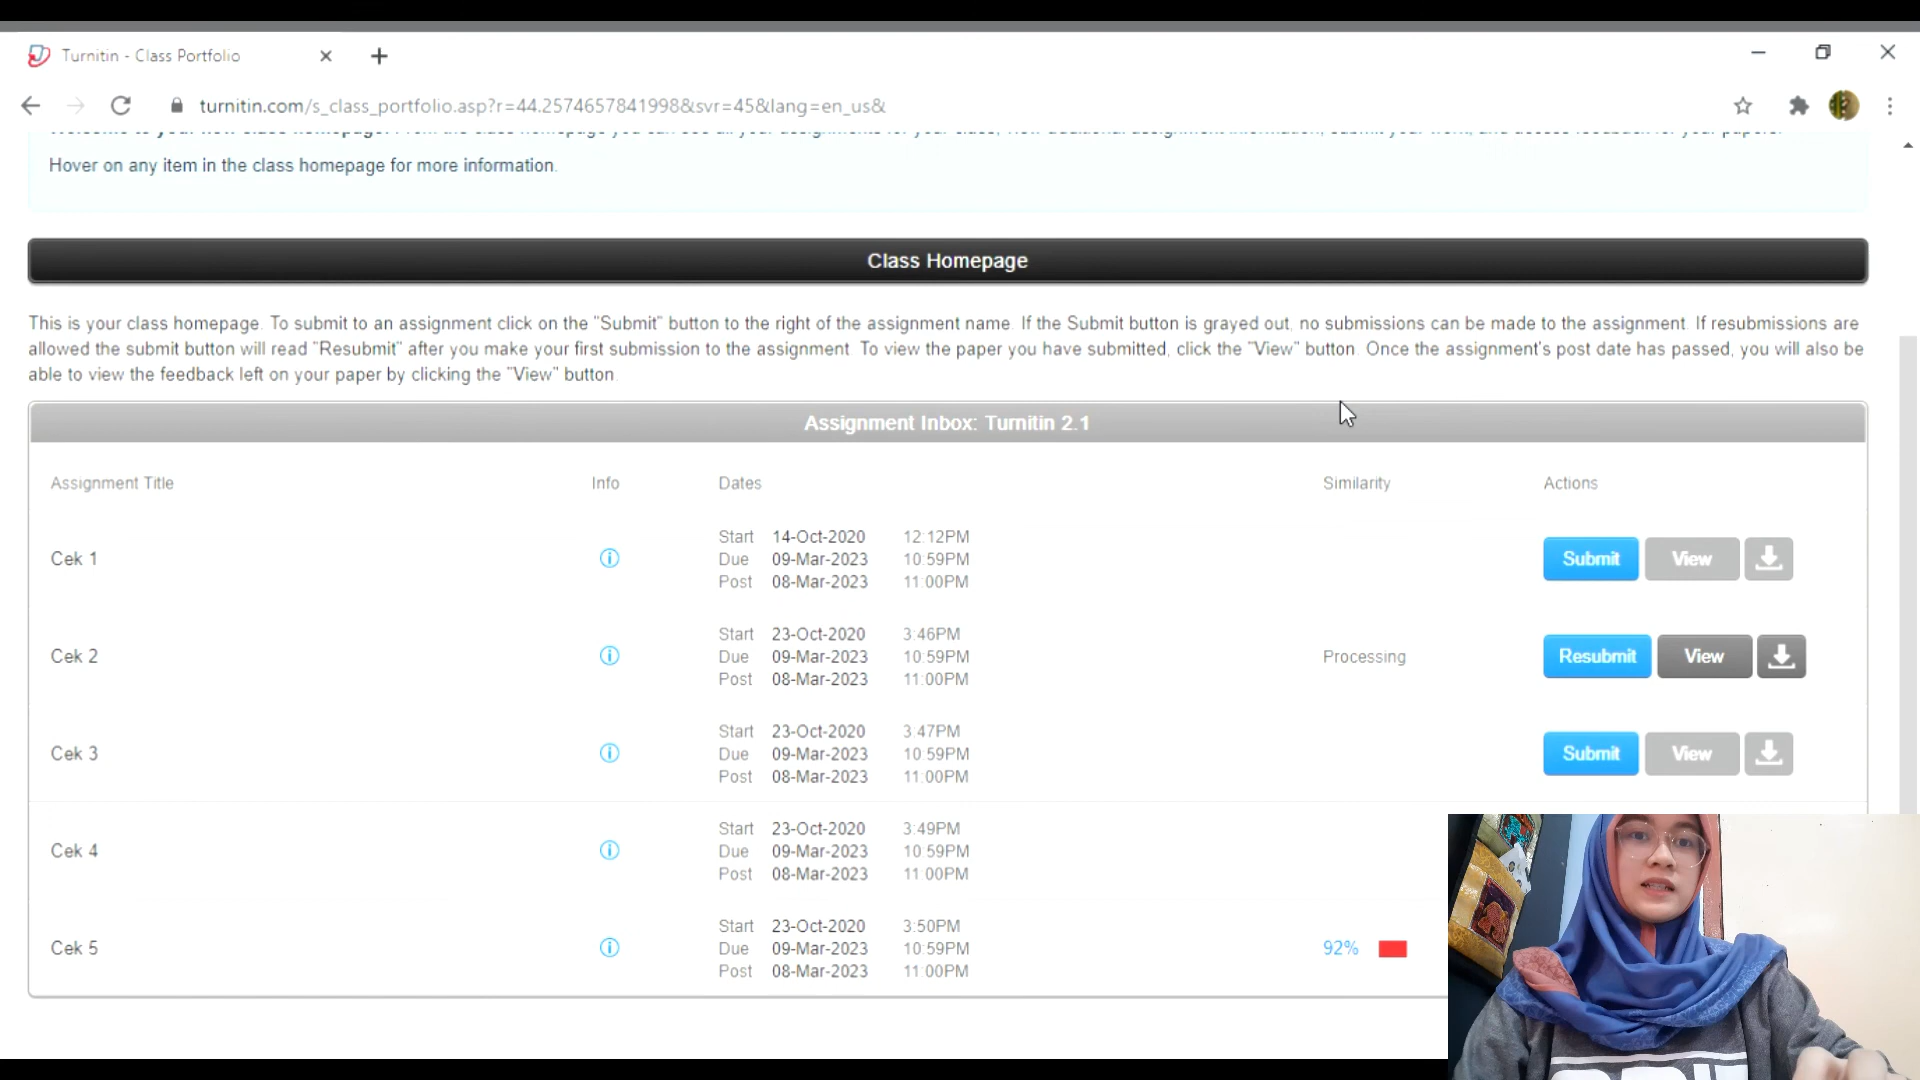 Turnitin - Class Portfolio
turnitin.com/s_class_portfolio.asp?r=44.2574657841998&svr=45&lang=en_us&
Hover on any item in the class homepage for more information.
Class Homepage
This is your class homepage. To submit to an assignment click on the "Submit" button to the right of the assignment name. If the Submit button is grayed out, no submissions can be made to the assignment. If resubmissions are
allowed the submit button will read "Resubmit" after you make your first submission to the assignment. To view the paper you have submitted, click the "View" button. Once the assignment's post date has passed, you will also be
able to view the feedback left on your paper by clicking the "View" button.
Assignment Inbox: Turnitin 2.1
Assignment Title Info Dates Similarity Actions
Start 14-Oct-2020 12:12PM
Cek 1 Due 09-Mar-2023 10:59PM Submit View
Post 08-Mar-2023 11:00PM
Start 23-Oct-2020 3:46PM
Cek 2 Due 09-Mar-2023 10:59PM Processing Resubmit View
Post 08-Mar-2023 11:00PM
Start 23-Oct-2020 3:47PM
Cek 3 Due 09-Mar-2023 10:59PM Submit View
Post 08-Mar-2023 11:00PM
Start 23-Oct-2020 3:49PM
Cek 4 Due 09-Mar-2023 10:59PM
Post 08-Mar-2023 11:00PM
Start 23-Oct-2020 3:50PM
Cek 5 Due 09-Mar-2023 10:59PM 92%
Post 08-Mar-2023 11:00PM